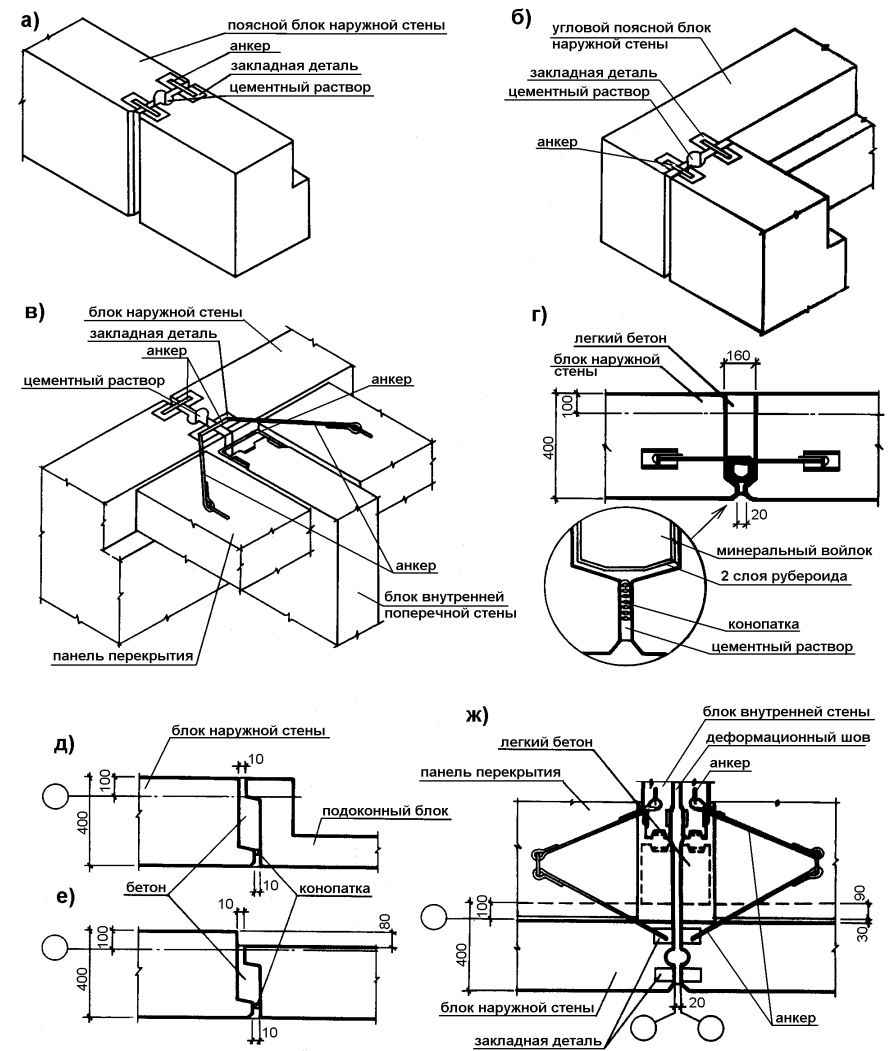 а)
поясной блок наружной стены
анкер
закладная деталь
цементный раствор
б)
угловой поясной блок
наружной стены
закладная деталь
цементный раствор
анкер
в)
блок наружной стены
закладная деталь
анкер
цементный раствор
анкер
анкер
блок внутренней
поперечной стены
панель перекрытия
г)
легкий бетон
блок наружной
стены
160
100
400
20
минеральный войлок
2 слоя рубероида
конопатка
цементный раствор
д)
блок наружной стены
10
100
400
подоконный блок
10
бетон
конопатка
е)
10
100
400
80
10
ж)
блок внутренней стены
деформационный шов
легкий бетон
анкер
панель перекрытия
100
400
90
30
20
блок наружной стены
анкер
закладная деталь